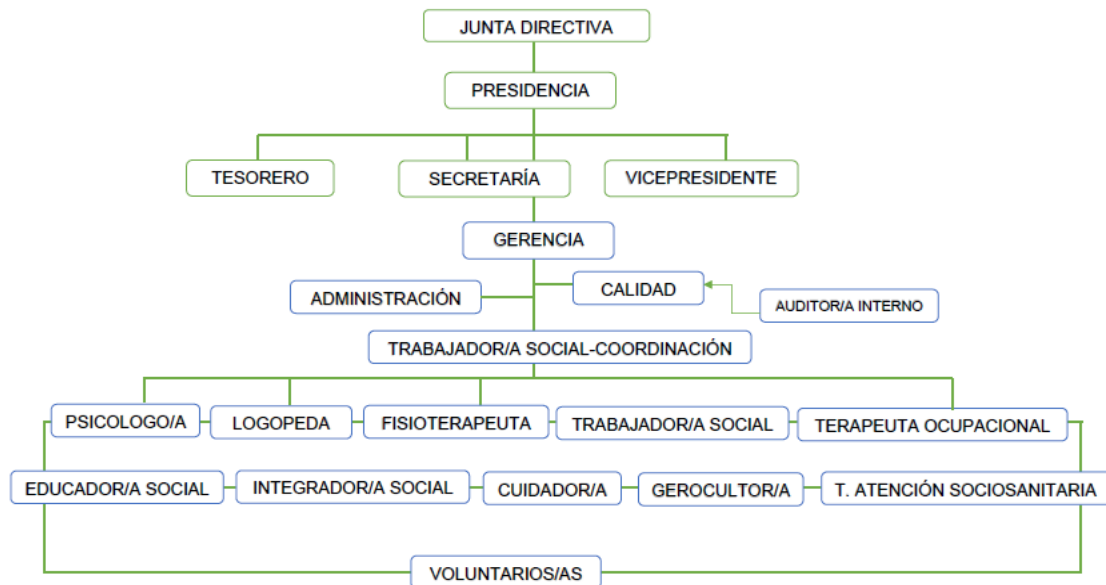 JUNTA DIRECTIVA
PRESIDENCIA
TESORERO
SECRETARÍA
VICEPRESIDENTE
GERENCIA
ADMINISTRACIÓN
CALIDAD
AUDITOR/A INTERNO
TRABAJADOR/A SOCIAL-COORDINACIÓN
PSICOLOGO/A
LOGOPEDA
FISIOTERAPEUTA
TRABAJADOR/A SOCIAL
TERAPEUTA OCUPACIONAL
EDUCADOR/A SOCIAL
INTEGRADOR/A SOCIAL
CUIDADOR/A
GEROCULTOR/A
T. ATENCIÓN SOCIOSANITARIA
VOLUNTARIOS/AS